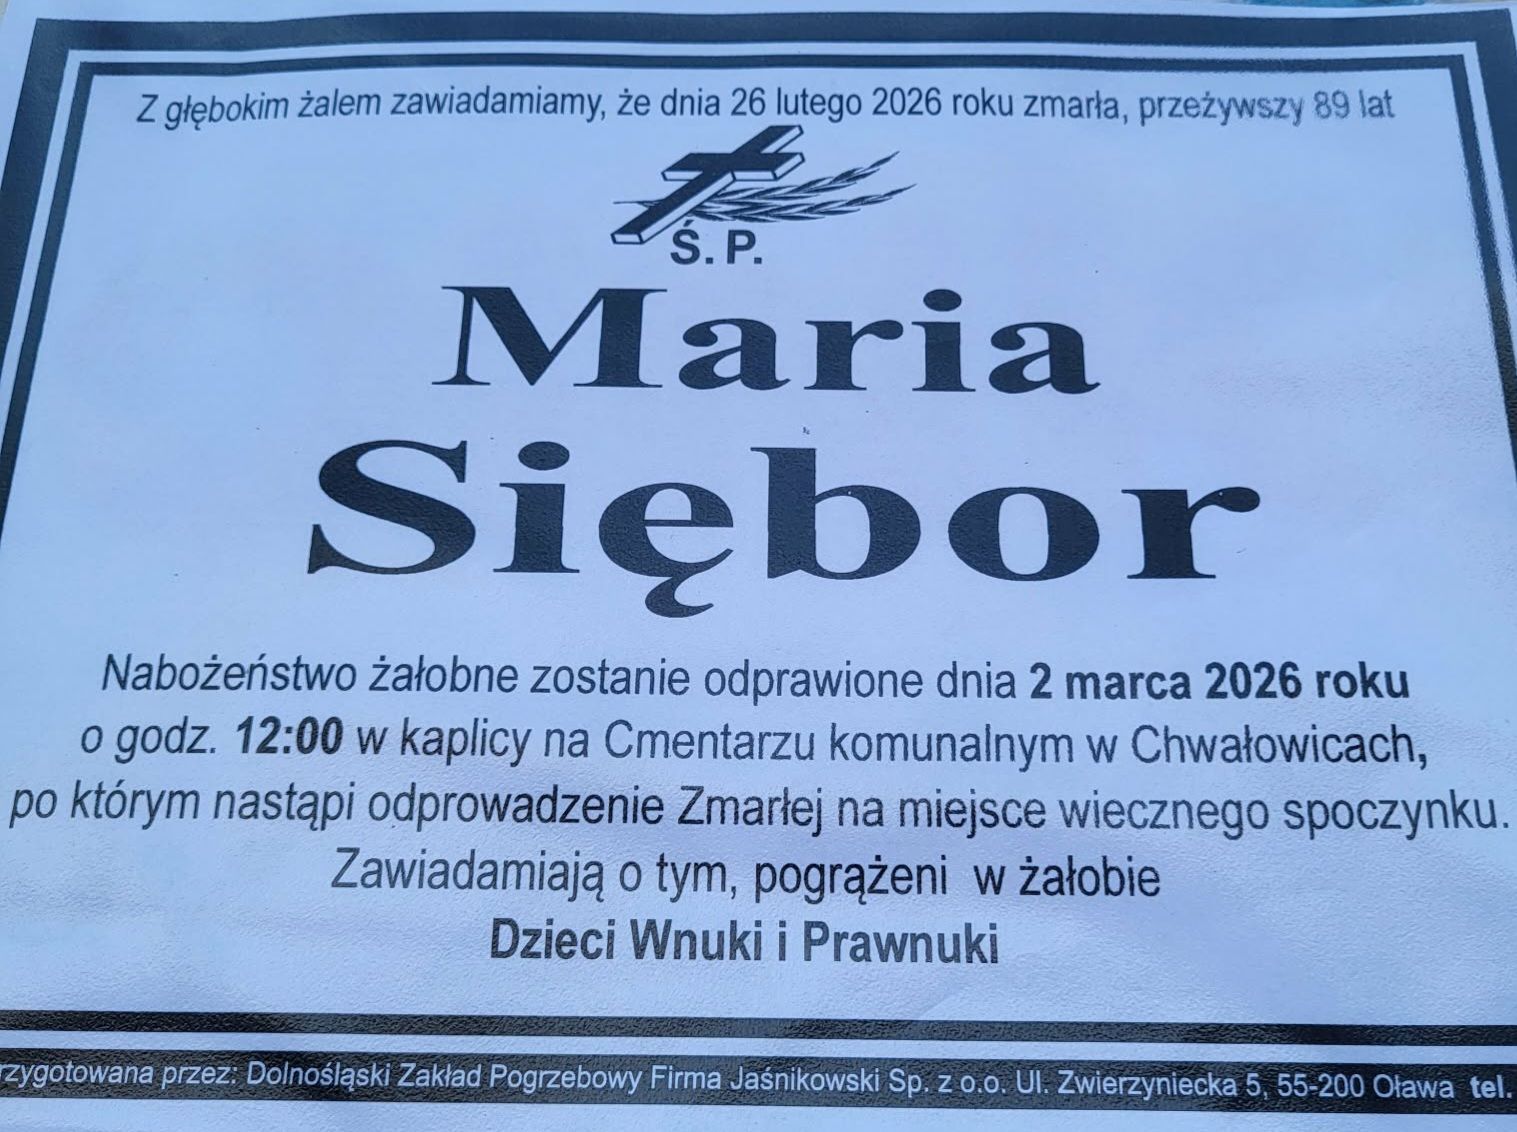 Z głębokim żalem zawiadamiamy, że dnia 26 lutego 2026 roku zmarła, przeżywszy 89 lat
Ś.P.
Maria
Siębor
Nabożeństwo żałobne zostanie odprawione dnia 2 marca 2026 roku
o godz. 12:00 w kaplicy na Cmentarzu komunalnym w Chwałowicach,
po którym nastąpi odprowadzenie Zmarłej na miejsce wiecznego spoczynku.
Zawiadamiają o tym, pogrążeni w żałobie
Dzieci Wnuki i Prawnuki
rzygotowana przez: Dolnośląski Zakład Pogrzebowy Firma Jaśnikowski Sp. z o.o. Ul. Zwierzyniecka 5, 55-200 Oława tel.